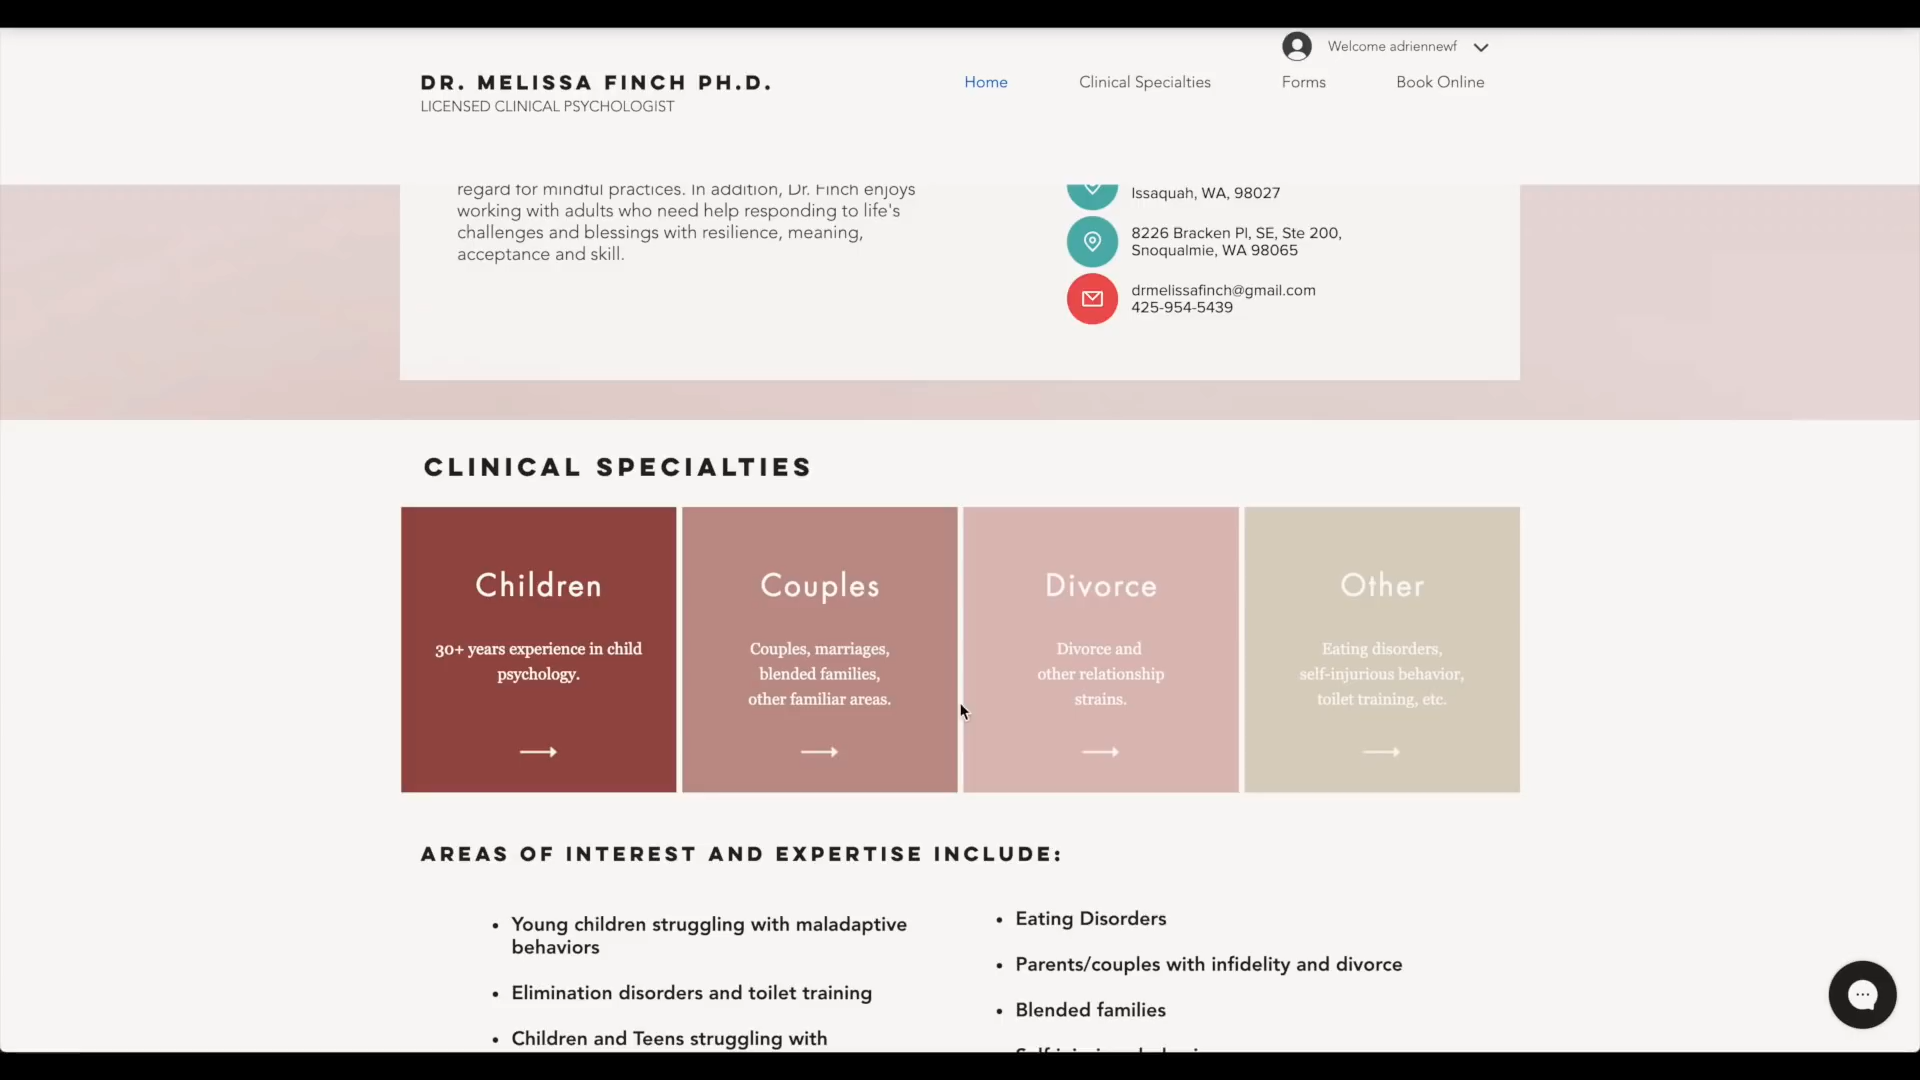 Welcome adriennewf
DR. MELISSA FINCH PH.D.
LICENSED CLINICAL PSYCHOLOGIST
Home
Clinical Specialties
Forms
Book Online
regard for mindful practices. In addition, Dr. Finch enjoys
working with adults who need help responding to life's
challenges and blessings with resilience, meaning,
acceptance and skill.
Issaquah, WA, 98027
8226 Bracken Pl, SE, Ste 200,
Snoqualmie, WA 98065
drmelissafinch@gmail.com
425-954-5439
CLINICAL SPECIALTIES
Children
30+ years experience in child
psychology.
Couples
Couples, marriages,
blended families,
other familiar areas.
Divorce
Divorce and
other relationship
strains.
Other
Eating disorders,
self-injurious behavior,
toilet training, etc.
AREAS OF INTEREST AND EXPERTISE INCLUDE:
• Young children struggling with maladaptive
behaviors
• Elimination disorders and toilet training
• Children and Teens struggling with
• Eating Disorders
• Parents/couples with infidelity and divorce
• Blended families